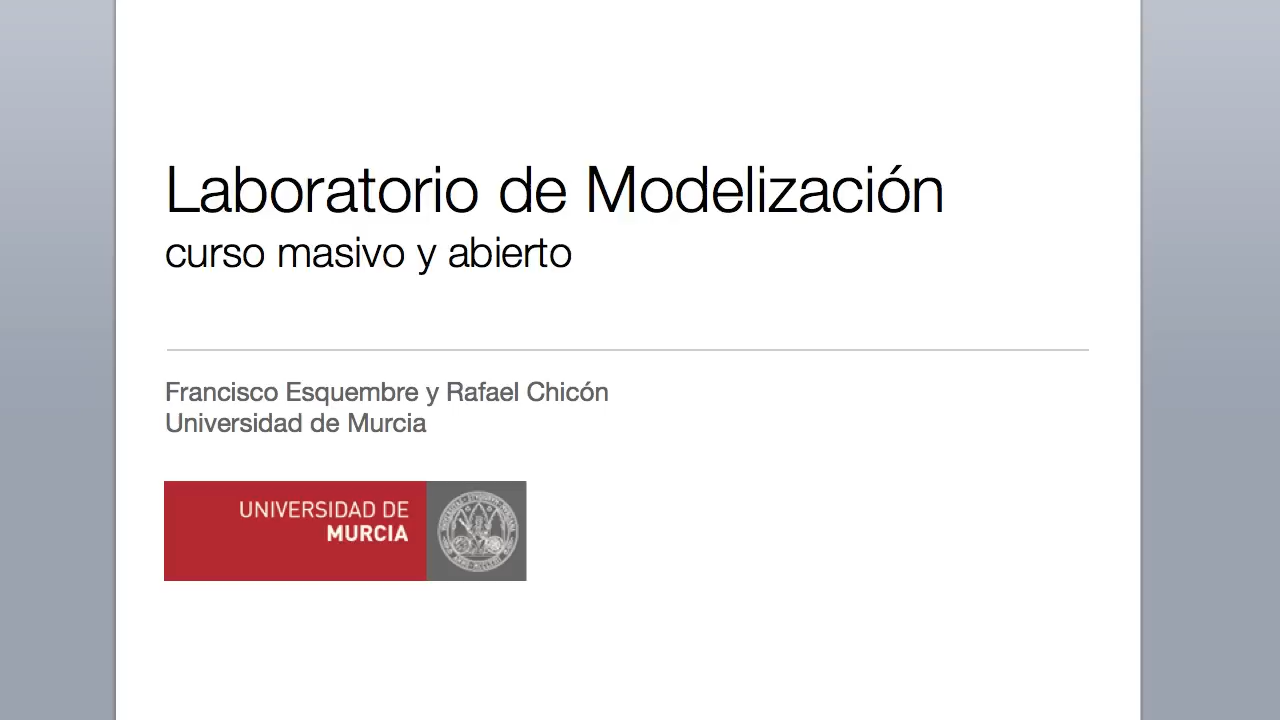 Laboratorio de Modelización
curso masivo y abierto
Francisco Esquembre y Rafael Chicón
Universidad de Murcia
UNIVERSIDAD DE
MURCIA